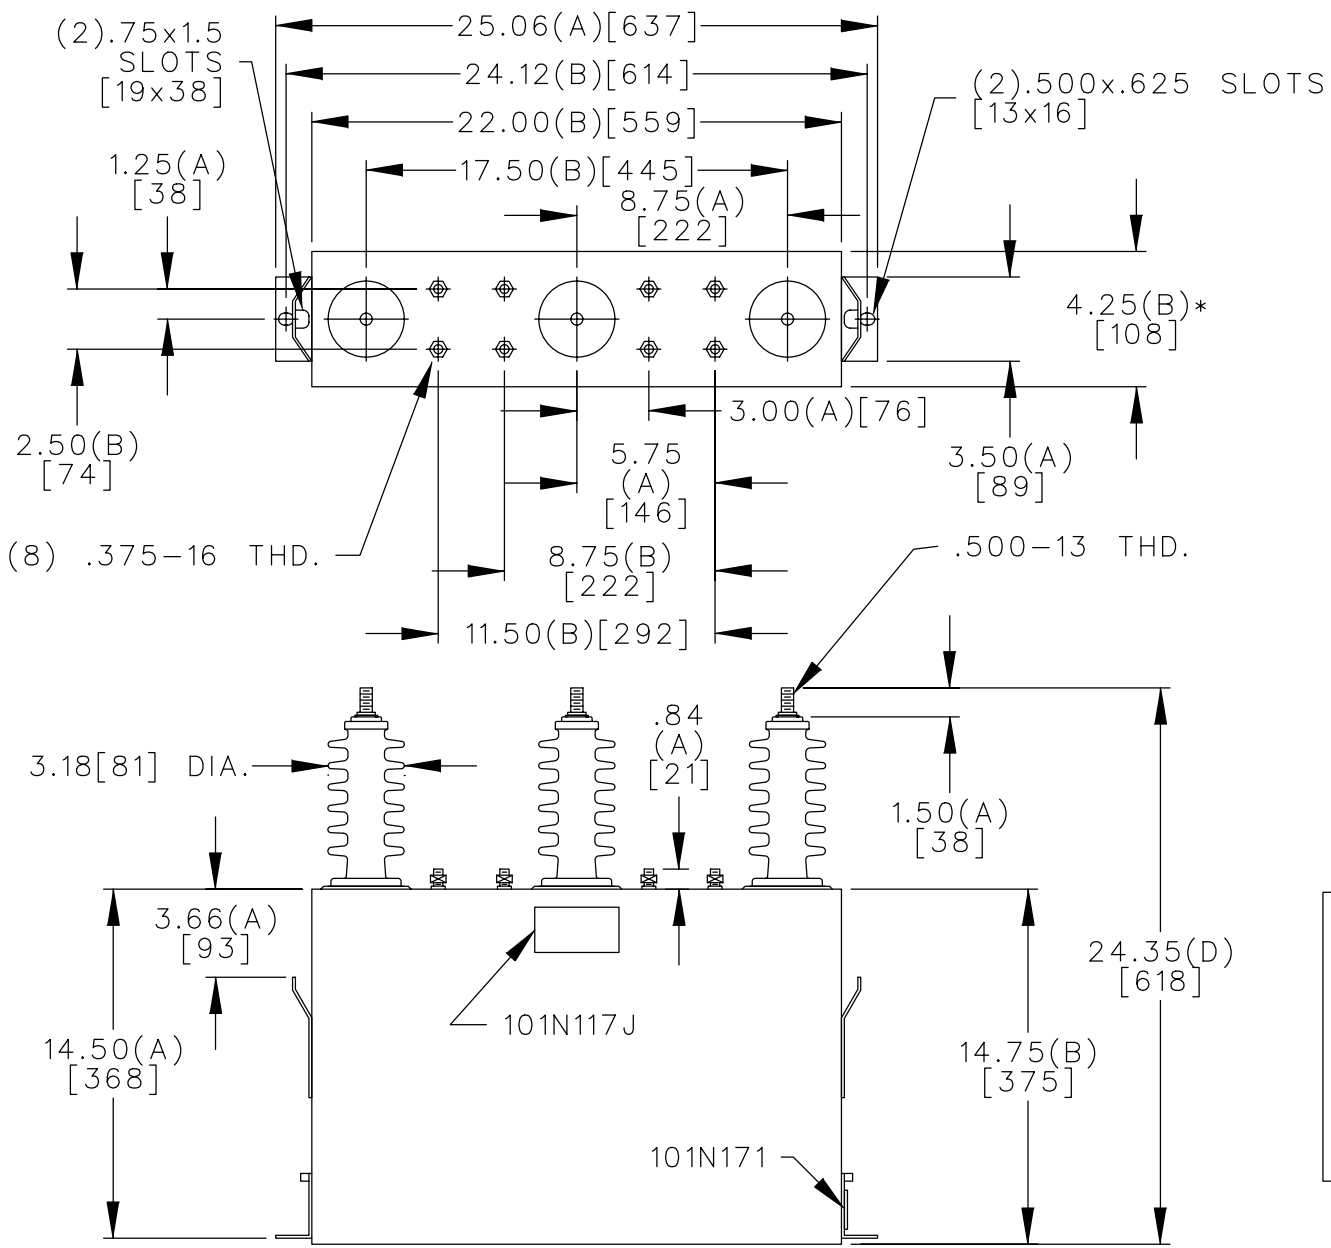 (2).75x1.5
SLOTS
[19x38]
25.06(A)[637]
24.12(B)[614]
22.00(B)[559]
17.50(B)[445]
8.75(A)
[222]
(2).500x.625 SLOTS
[13x16]
1.25(A)
[38]
4.25(B)*
[108]
2.50(B)
[74]
3.00(A)[76]
3.50(A)
[89]
5.75
(A)
[146]
(8) .375-16 THD.
8.75(B)
[222]
.500-13 THD.
11.50(B)[292]
3.18[81] DIA.
.84
(A)
[21]
1.50(A)
[38]
3.66(A)
[93]
24.35(D)
[618]
101N117J
14.50(A)
[368]
14.75(B)
[375]
101N171